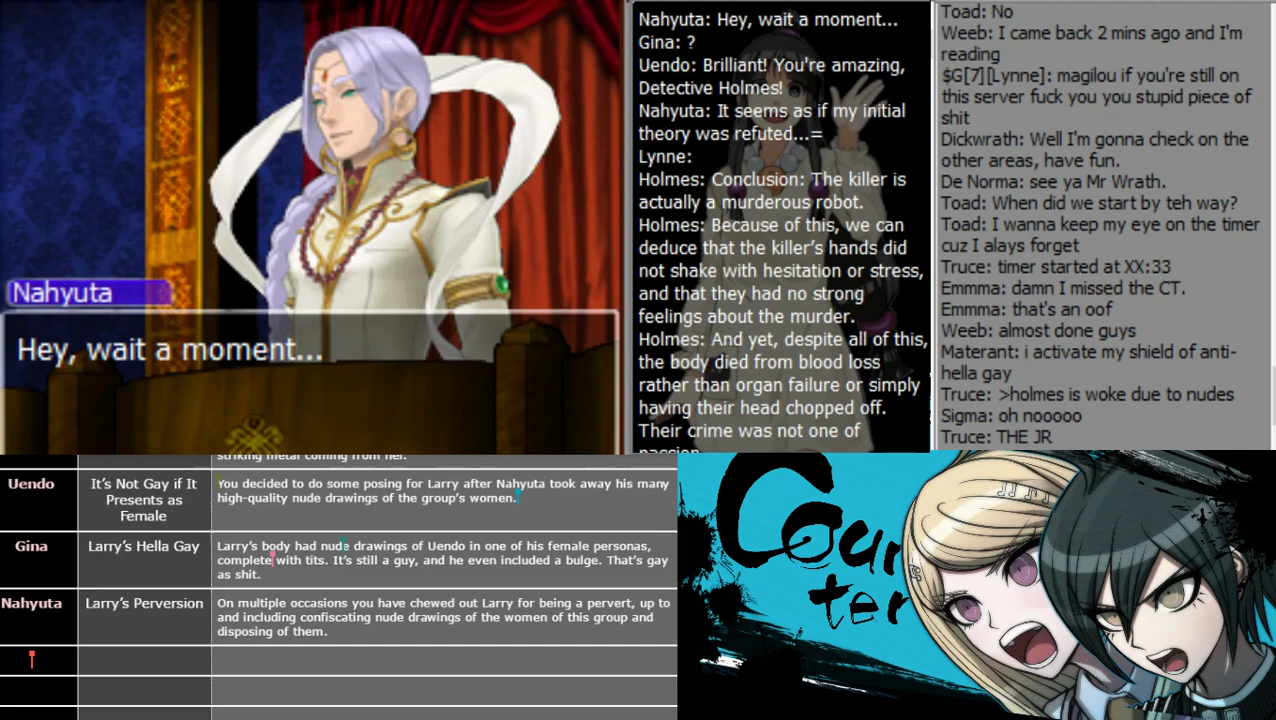 Nahyuta
Hey, wait a moment...
Nahyuta: Hey, wait a moment...
Gina: ?
Uendo: Brilliant! You're amazing,
Detective Holmes!
Nahyuta: It seems as if my initial
theory was refuted...=
Lynne:
Holmes: Conclusion: The killer is
actually a murderous robot.
Holmes: Because of this, we can
deduce that the killer's hands did
not shake with hesitation or stress,
and that they had no strong
feelings about the murder.
Holmes: And yet, despite all of this,
the body died from blood loss
rather than organ failure or simply
having their head chopped off.
Their crime was not one of
passion
Toad: No
Weeb: I came back 2 mins ago and I'm
reading
$G[7][Lynne]: magilou if you're still on
this server fuck you you stupid piece of
shit
Dickwrath: Well I'm gonna check on the
other areas, have fun.
De Norma: see ya Mr Wrath.
Toad: When did we start by teh way?
Toad: I wanna keep my eye on the timer
cuz I alays forget
Truce: timer started at XX:33
Emmma: damn I missed the CT.
Emmma: that's an oof
Weeb: almost done guys
Materant: i activate my shield of anti-
hella gay
Truce: >holmes is woke due to nudes
Sigma: oh nooooo
Truce: THE JR
striking metal coming from her.
Uendo
It's Not Gay if It
Presents as
Female
You decided to do some posing for Larry after Nahyuta took away his many
high-quality nude drawings of the group's women.
Gina
Larry's Hella Gay
Larry's body had nude drawings of Uendo in one of his female personas,
complete with tits. It's still a guy, and he even included a bulge. That's gay
as shit.
Nahyuta
Larry's Perversion
On multiple occasions you have chewed out Larry for being a pervert, up to
and including confiscating nude drawings of the women of this group and
disposing of them.
Coun
ter